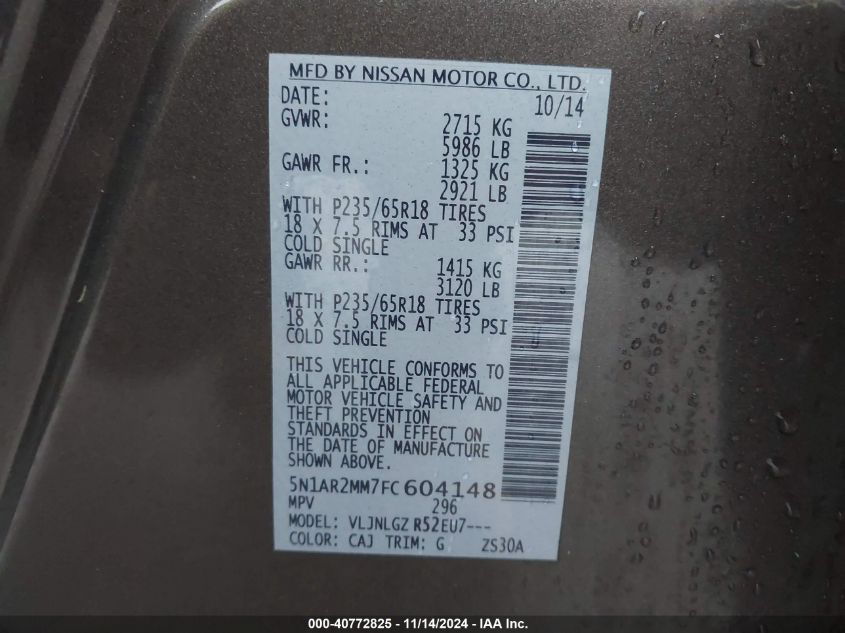 MFD BY NISSAN MOTOR CO., LTD.
DATE: 10/14
GVWR: 2715 KG
5986 LB
GAWR FR.: 1325 KG
2921 LB
WITH P235/65R18 TIRES
18 X 7.5 RIMS AT 33 PSI
COLD SINGLE
GAWR RR.: 1415 KG
3120 LB
WITH P235/65R18 TIRES
18 X 7.5 RIMS AT 33 PSI
COLD SINGLE
THIS VEHICLE CONFORMS TO
ALL APPLICABLE FEDERAL
MOTOR VEHICLE SAFETY AND
THEFT PREVENTION
STANDARDS IN EFFECT ON
THE DATE OF MANUFACTURE
SHOWN ABOVE.
5N1AR2MM7FC604148
MPV 296
MODEL: VLJNLGZ R52EU7---
COLOR: CAJ TRIM: G ZS30A
000-40772825 - 11/14/2024 - IAA Inc.